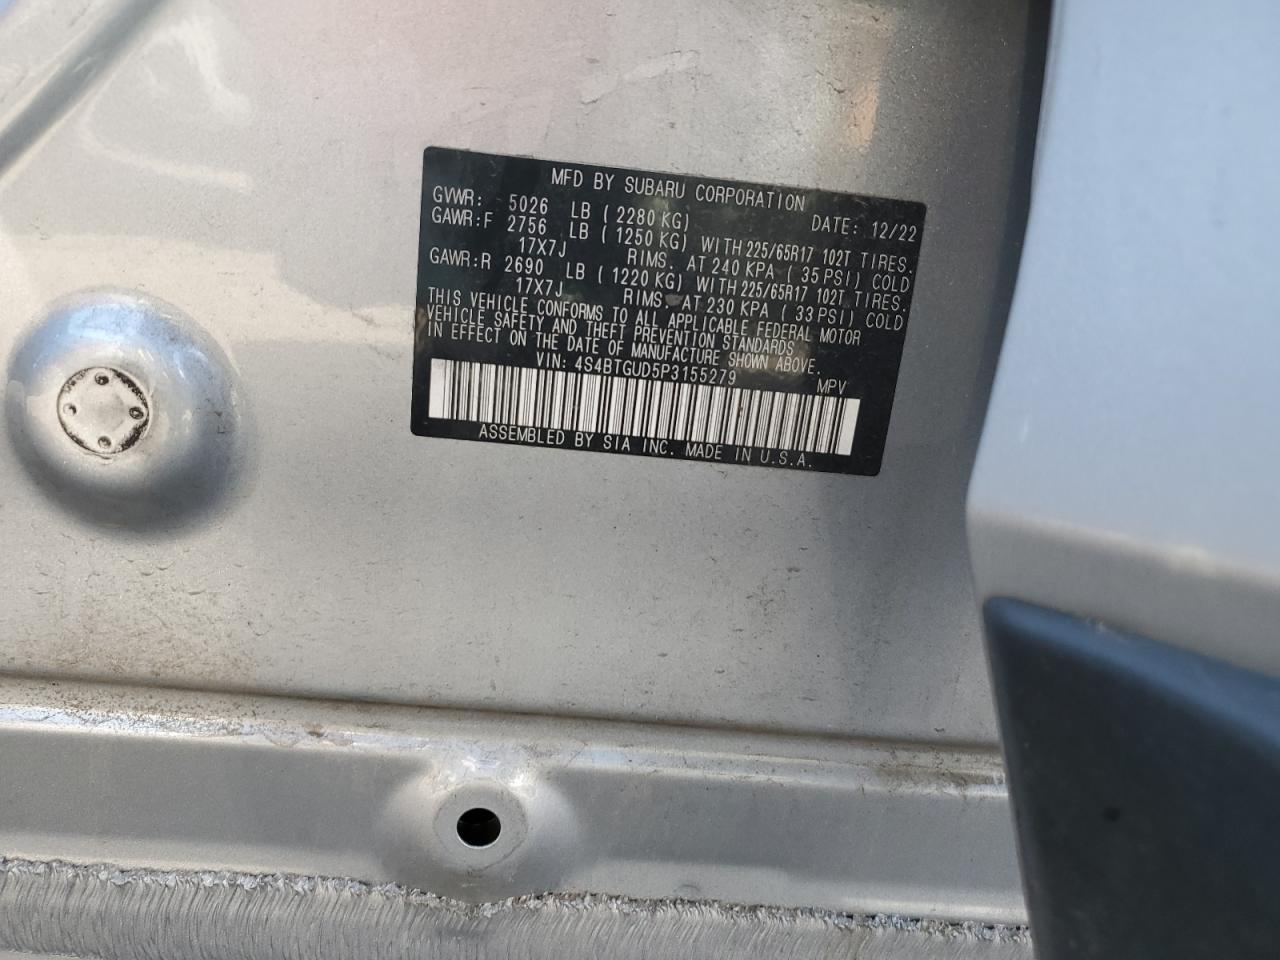 MFD BY SUBARU CORPORATION
GVWR: 5026 LB ( 2280 KG) DATE: 12/22
GAWR:F 2756 LB ( 1250 KG) WITH 225/65R17 102T TIRES.
17X7J RIMS. AT 240 KPA ( 35 PSI) COLD
GAWR:R 2690 LB ( 1220 KG) WITH 225/65R17 102T TIRES.
17X7J RIMS. AT 230 KPA ( 33 PSI) COLD
THIS VEHICLE CONFORMS TO ALL APPLICABLE FEDERAL MOTOR
VEHICLE SAFETY AND THEFT PREVENTION STANDARDS
IN EFFECT ON THE DATE OF MANUFACTURE SHOWN ABOVE.
VIN: 4S4BTGUD5P3155279 MPV
ASSEMBLED BY SIA INC. MADE IN U.S.A.